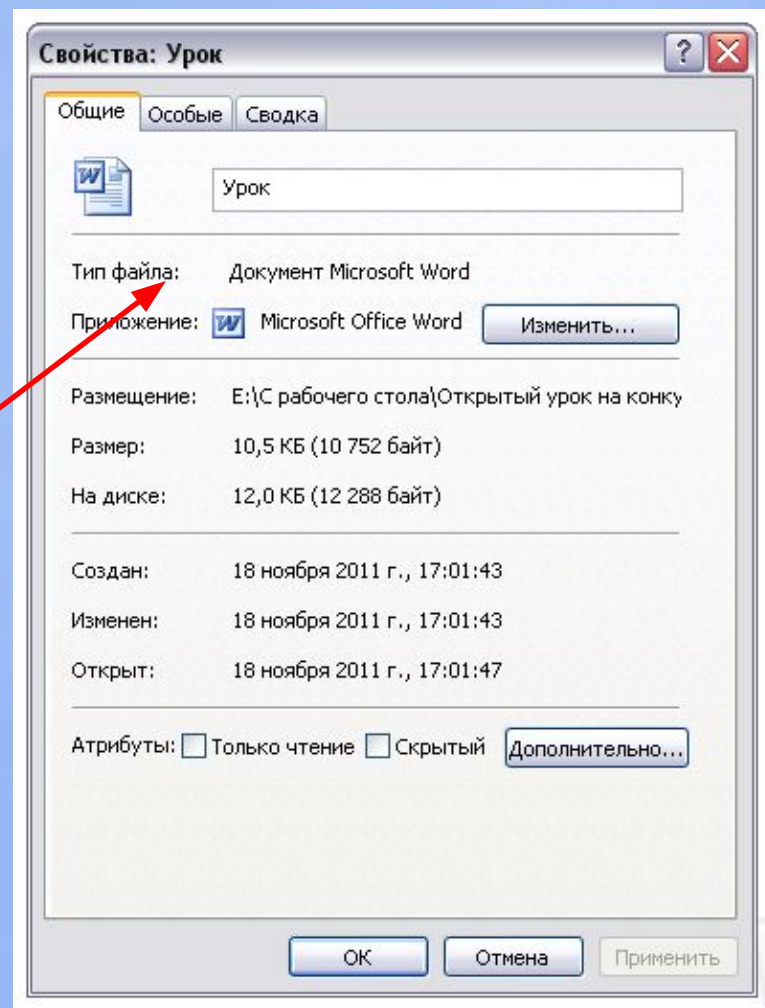 Свойства: Урок
Общие Особые Сводка
Урок
Тип файла: Документ Microsoft Word
Приложение: Microsoft Office Word Изменить...
Размещение: E:\С рабочего стола\Открытый урок на конку
Размер: 10,5 КБ (10 752 байт)
На диске: 12,0 КБ (12 288 байт)
Создан: 18 ноября 2011 г., 17:01:43
Изменен: 18 ноября 2011 г., 17:01:43
Открыт: 18 ноября 2011 г., 17:01:47
Атрибуты: Только чтение Скрытый Дополнительно...
ОК Отмена Применить